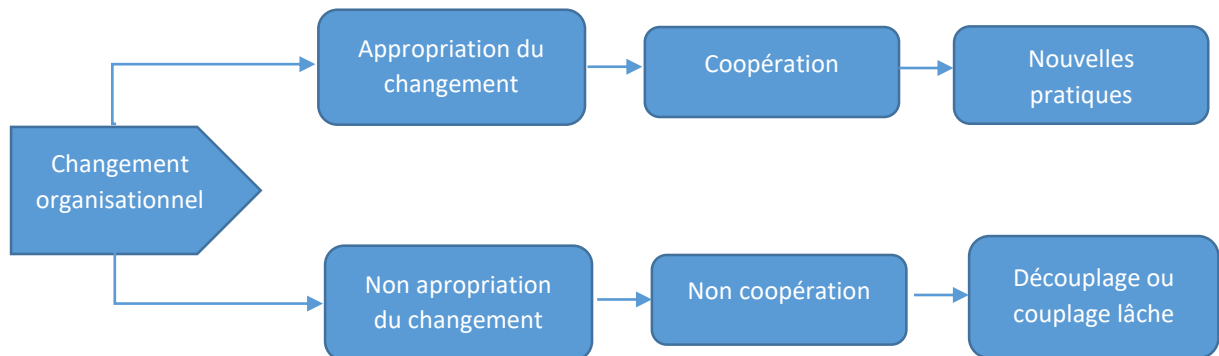 Appropriation du
changement
Coopération
Nouvelles
pratiques
Changement
organisationnel
Non apropriation
du changement
Non coopération
Découplage ou
couplage lâche